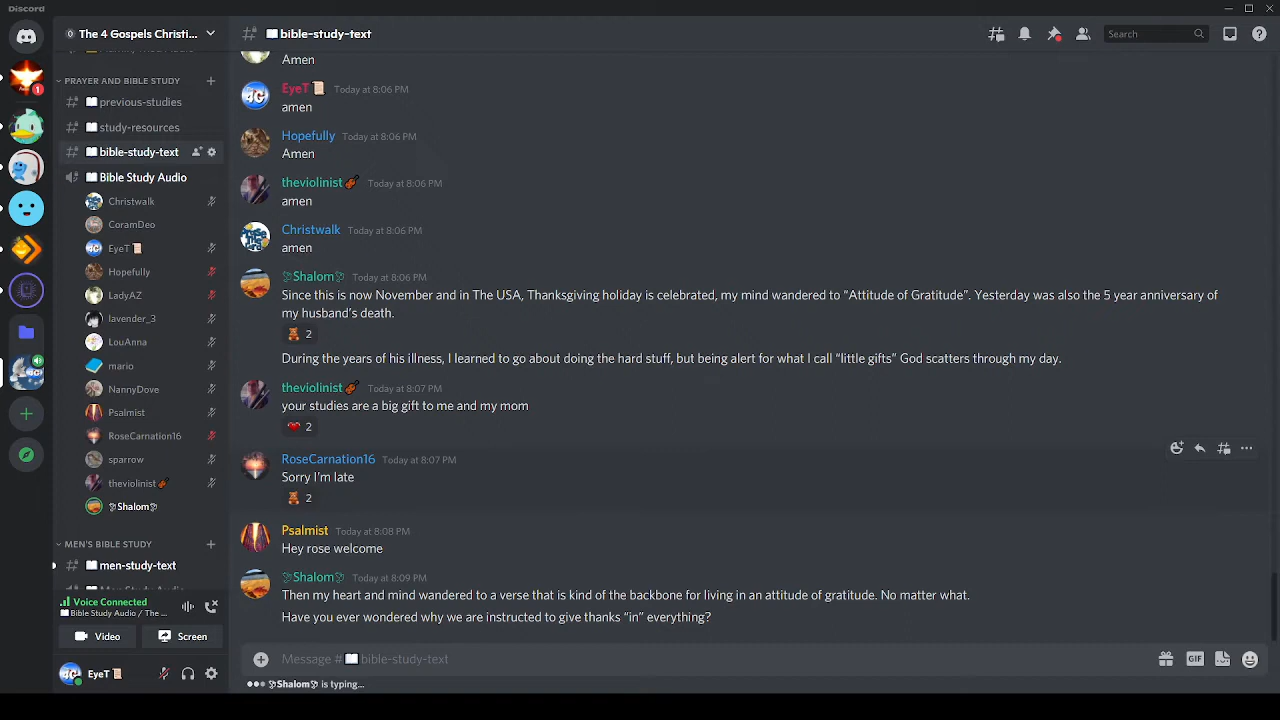 Discord
The 4 Gospels Christi...
bible-study-text
Search
PRAYER AND BIBLE STUDY
previous-studies
study-resources
bible-study-text
Bible Study Audio
Christwalk
CoramDeo
EyeT📜
Hopefully
LadyAZ
lavender_3
LouAnna
mario
NannyDove
Psalmist
RoseCarnation16
sparrow
theviolinist🎻
🕊Shalom🕊
MEN'S BIBLE STUDY
men-study-text
Voice Connected
Bible Study Audio / The ...
Video
Screen
EyeT📜
1
Amen
EyeT📜 Today at 8:06 PM
amen
Hopefully Today at 8:06 PM
Amen
theviolinist🎻 Today at 8:06 PM
amen
Christwalk Today at 8:06 PM
amen
🕊Shalom🕊 Today at 8:06 PM
Since this is now November and in The USA, Thanksgiving holiday is celebrated, my mind wandered to “Attitude of Gratitude”. Yesterday was also the 5 year anniversary of
my husband’s death.
🧸 2
During the years of his illness, I learned to go about doing the hard stuff, but being alert for what I call “little gifts” God scatters through my day.
theviolinist🎻 Today at 8:07 PM
your studies are a big gift to me and my mom
❤️ 2
RoseCarnation16 Today at 8:07 PM
Sorry I’m late
🧸 2
Psalmist Today at 8:08 PM
Hey rose welcome
🕊Shalom🕊 Today at 8:09 PM
Then my heart and mind wandered to a verse that is kind of the backbone for living in an attitude of gratitude. No matter what.
Have you ever wondered why we are instructed to give thanks “in” everything?
Message #📖bible-study-text
GIF
🕊Shalom🕊 is typing...